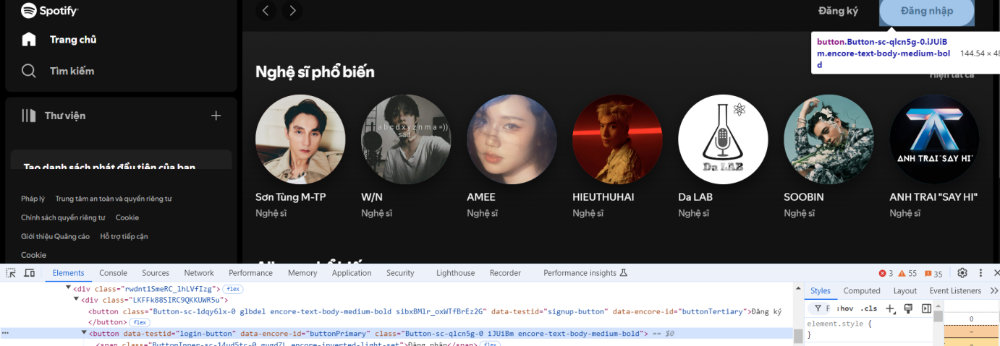 Spotify
Đăng ký
Đăng nhập
Trang chủ
Tìm kiếm
button.Button-sc-qlcn5g-0.iJUiB
m.encore-text-body-medium-bol
d
144.54 × 48
Nghệ sĩ phổ biến
Hiện tất cả
Thư viện
a b c d x y z n m a =))
sad
Da LAB
ANH TRAI "SAY HI"
Tạo danh sách phát đầu tiên của bạn
Sơn Tùng M-TP
W/N
AMEE
HIEUTHUHAI
Da LAB
SOOBIN
ANH TRAI "SAY HI"
Nghệ sĩ
Nghệ sĩ
Nghệ sĩ
Nghệ sĩ
Nghệ sĩ
Nghệ sĩ
Nghệ sĩ
Pháp lý
Trung tâm an toàn và quyền riêng tư
Chính sách quyền riêng tư
Cookie
Giới thiệu Quảng cáo
Hỗ trợ tiếp cận
Cookie
Elements
Console
Sources
Network
Performance
Memory
Application
Security
Lighthouse
Recorder
Performance insights
3
55
35
<div class="rwdnt1SmeRC_lhLVfIzg"> flex
<div class="LKFFk88SIRC9QKKUWR5u">
<button class="Button-sc-1dqy6lx-0 glbdel encore-text-body-medium-bold sibxBMlr_oxWTfBrEz2G" data-testid="signup-button" data-encore-id="buttonTertiary">Đăng ký
</button> flex
<button data-testid="login-button" data-encore-id="buttonPrimary" class="Button-sc-qlcn5g-0 iJUiBm encore-text-body-medium-bold"> == $0
<span class="ButtonInner-sc-14ud5tc-0 gugdZL encore-inverted-light-set">Đăng nhập</span> flex
Styles
Computed
Layout
Event Listeners
F
:hov
.cls
element.style {
}
0